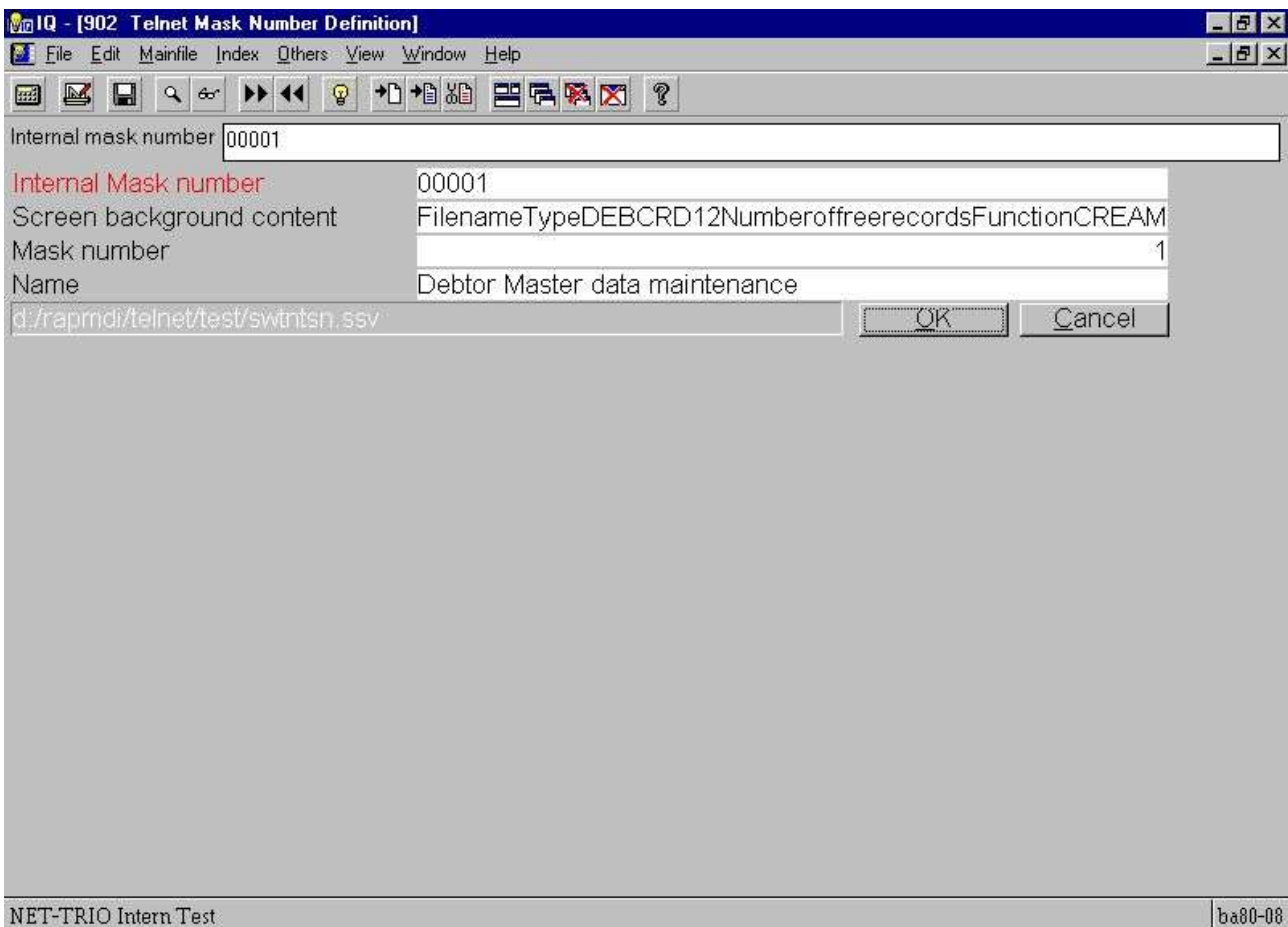 IQ - [902 Telnet Mask Number Definition]
File Edit Mainfile Index Others View Window Help
Internal mask number 00001
Internal Mask number 00001
Screen background content FilenameTypeDEBCRD12NumberoffreerecordsFunctionCREAM
Mask number 1
Name Debtor Master data maintenance
d:/rapmdi/telnet/test/swtntsn.ssv OK Cancel
NET-TRIO Intern Test ba80-08